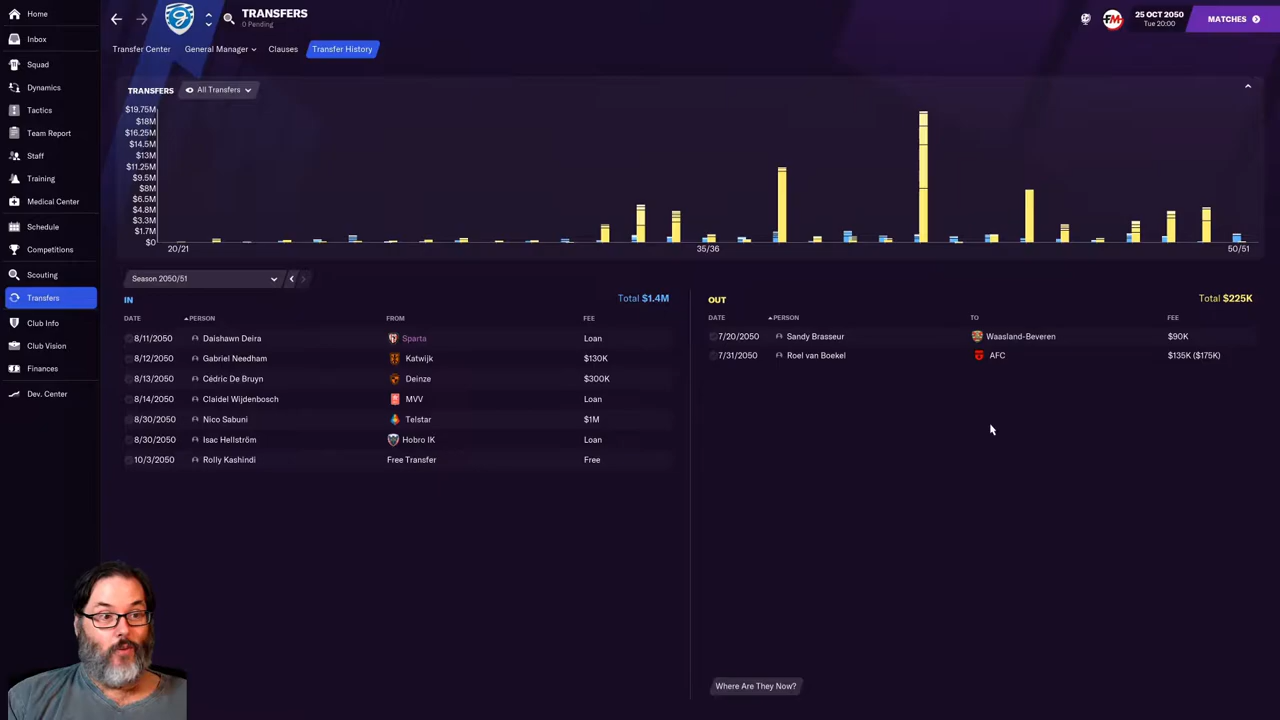 Home
Inbox
Squad
Dynamics
Tactics
Team Report
Staff
Training
Medical Center
Schedule
Competitions
Scouting
Transfers
Club Info
Club Vision
Finances
Dev. Center
TRANSFERS
0 Pending
FM
25 OCT 2050
Tue 20:00
MATCHES
Transfer Center General Manager Clauses Transfer History
TRANSFERS All Transfers
$19.75M
$18M
$16.25M
$14.5M
$13M
$11.25M
$9.5M
$8M
$6.5M
$4.8M
$3.3M
$1.7M
$0
20/21 35/36 50/51
Season 2050/51
IN Total $1.4M
DATE PERSON FROM FEE
8/11/2050 Daishawn Deira Sparta Loan
8/12/2050 Gabriel Needham Katwijk $130K
8/13/2050 Cédric De Bruyn Deinze $300K
8/14/2050 Claidel Wijdenbosch MVV Loan
8/30/2050 Nico Sabuni Telstar $1M
8/30/2050 Isac Hellström Hobro IK Loan
10/3/2050 Rolly Kashindi Free Transfer Free
OUT Total $225K
DATE PERSON TO FEE
7/20/2050 Sandy Brasseur Waasland-Beveren $90K
7/31/2050 Roel van Boekel AFC $135K ($175K)
Where Are They Now?